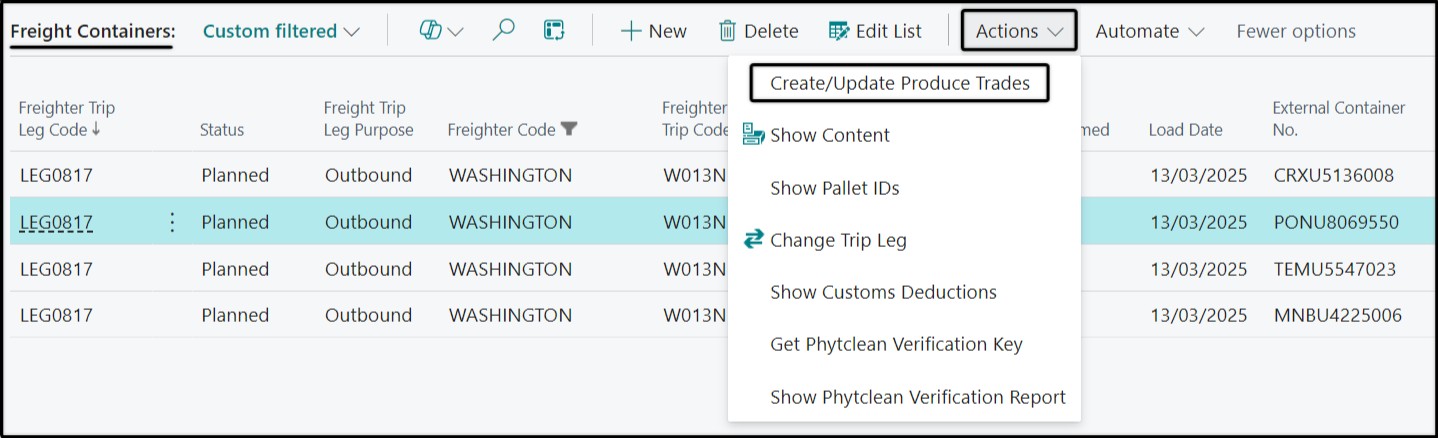 Freight Containers: Custom filtered New Delete Edit List Actions Automate Fewer options
Create/Update Produce Trades
Show Content
Show Pallet IDs
Change Trip Leg
Show Customs Deductions
Get Phytclean Verification Key
Show Phytclean Verification Report
Freighter Trip Freight Trip Freighter External Container
Leg Code Status Leg Purpose Freighter Code Trip Code Load Date No.
LEG0817 Planned Outbound WASHINGTON W013N 13/03/2025 CRXU5136008
LEG0817 Planned Outbound WASHINGTON W013N 13/03/2025 PONU8069550
LEG0817 Planned Outbound WASHINGTON W013N 13/03/2025 TEMU5547023
LEG0817 Planned Outbound WASHINGTON W013N 13/03/2025 MNBU4225006